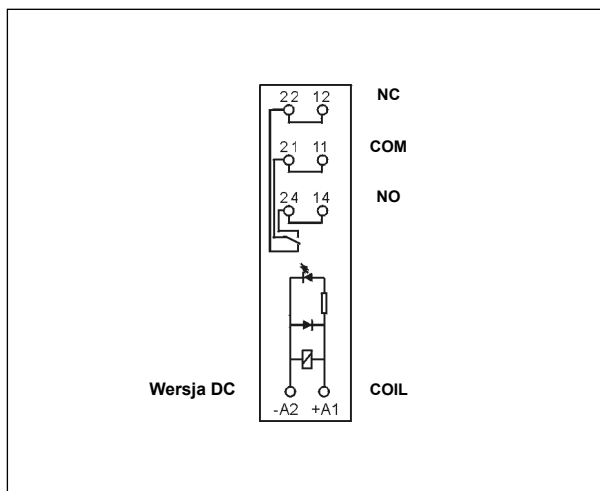 22 12 NC
21 11 COM
24 14 NO
Wersja DC COIL
-A2 +A1